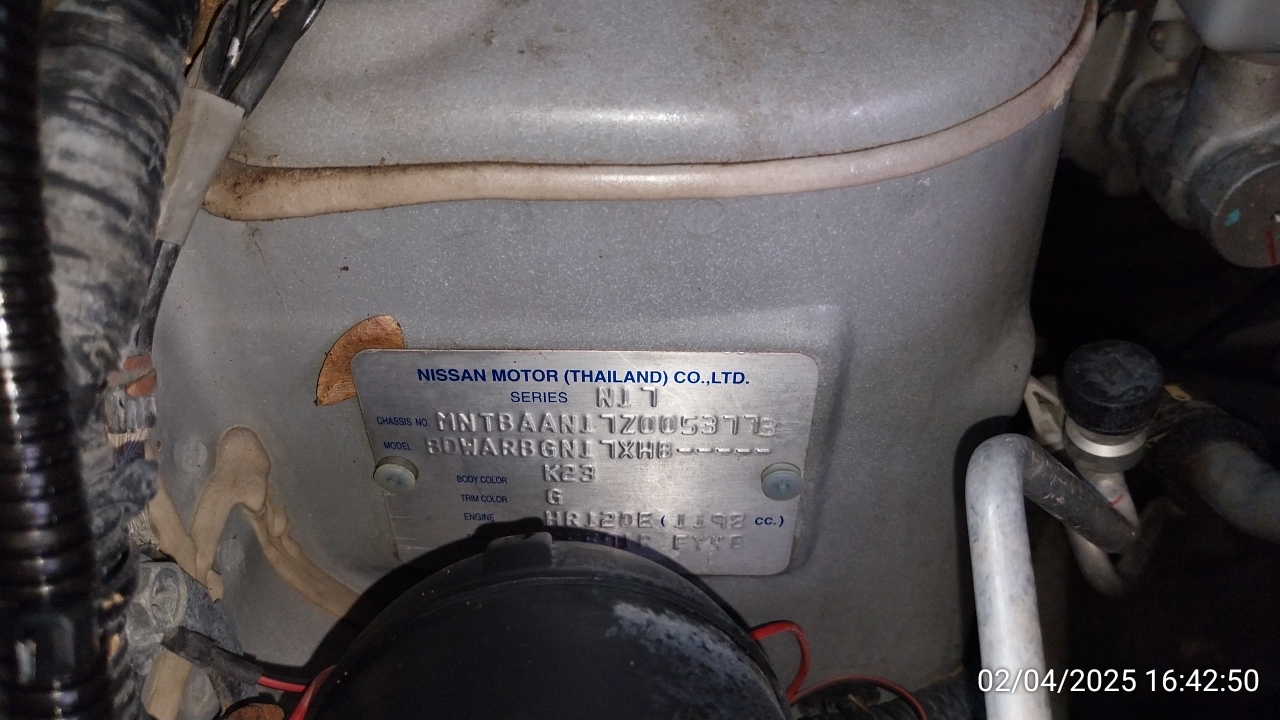 NISSAN MOTOR (THAILAND) CO.,LTD.
SERIES N17
CHASSIS NO. MNTBAAN17Z0053773
MODEL BDWARBGN17XHB-----
BODY COLOR K23
TRIM COLOR G
ENGINE HR12DE (1198 CC.)
02/04/2025 16:42:50